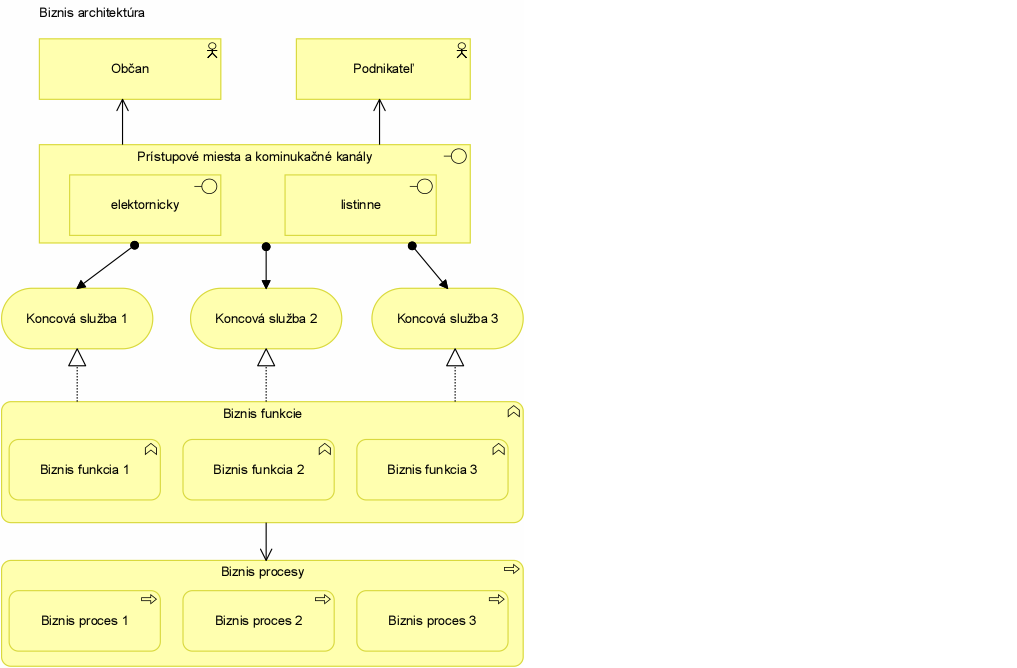 Biznis architektúra
Občan
Podnikateľ
Prístupové miesta a kominukačné kanály
elektornicky
listinne
Koncová služba 1
Koncová služba 2
Koncová služba 3
Biznis funkcie
Biznis funkcia 1
Biznis funkcia 2
Biznis funkcia 3
Biznis procesy
Biznis proces 1
Biznis proces 2
Biznis proces 3